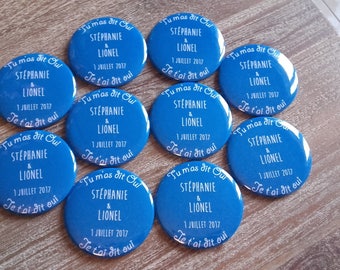 Tu m'as dit Oui
STÉPHANIE
&
LIONEL
1 JUILLET 2017
Je t'ai dit oui